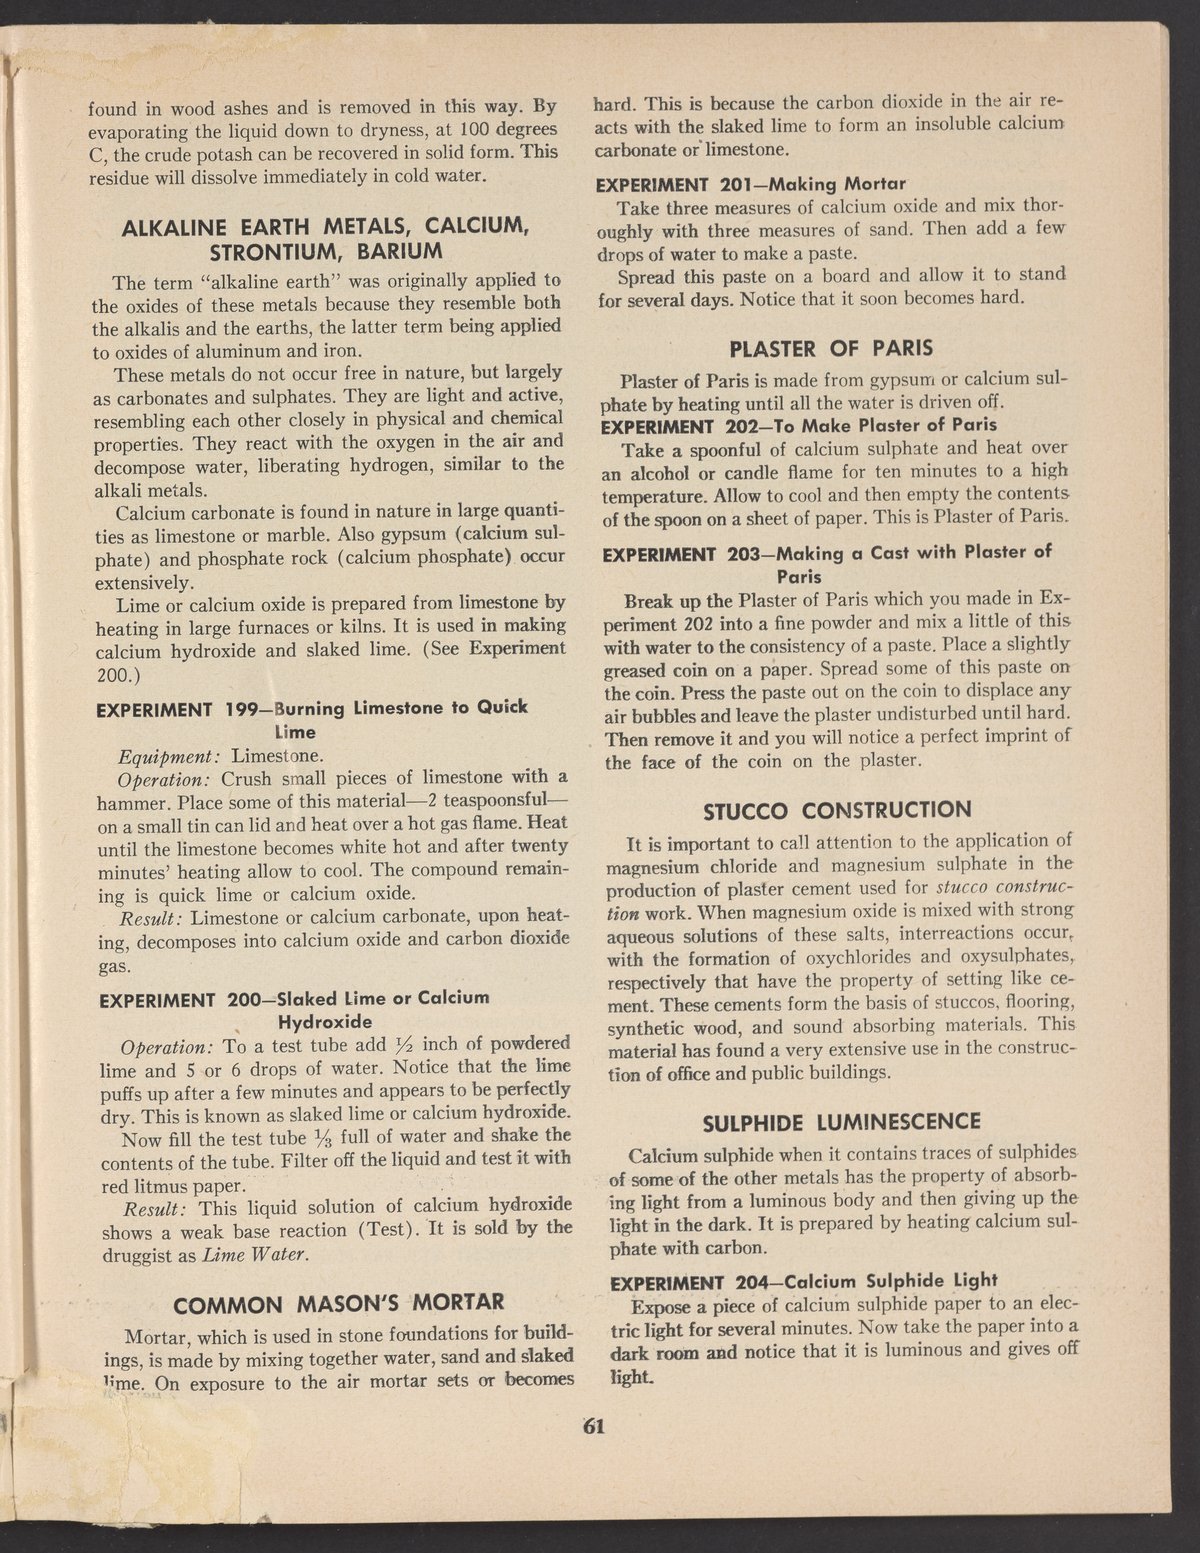 found in wood ashes and is removed in this way. By
evaporating the liquid down to dryness, at 100 degrees
C, the crude potash can be recovered in solid form. This
residue will dissolve immediately in cold water.
ALKALINE EARTH METALS, CALCIUM,
STRONTIUM, BARIUM
The term "alkaline earth" was originally applied to
the oxides of these metals because they resemble both
the alkalis and the earths, the latter term being applied
to oxides of aluminum and iron.
These metals do not occur free in nature, but largely
as carbonates and sulphates. They are light and active,
resembling each other closely in physical and chemical
properties. They react with the oxygen in the air and
decompose water, liberating hydrogen, similar to the
alkali metals.
Calcium carbonate is found in nature in large quanti-
ties as limestone or marble. Also gypsum (calcium sul-
phate) and phosphate rock (calcium phosphate) occur
extensively.
Lime or calcium oxide is prepared from limestone by
heating in large furnaces or kilns. It is used in making
calcium hydroxide and slaked lime. (See Experiment
200.)
EXPERIMENT 199—Burning Limestone to Quick
Lime
Equipment: Limestone.
Operation: Crush small pieces of limestone with a
hammer. Place some of this material—2 teaspoonsful—
on a small tin can lid and heat over a hot gas flame. Heat
until the limestone becomes white hot and after twenty
minutes' heating allow to cool. The compound remain-
ing is quick lime or calcium oxide.
Result: Limestone or calcium carbonate, upon heat-
ing, decomposes into calcium oxide and carbon dioxide
gas.
EXPERIMENT 200—Slaked Lime or Calcium
Hydroxide
Operation: To a test tube add ½ inch of powdered
lime and 5 or 6 drops of water. Notice that the lime
puffs up after a few minutes and appears to be perfectly
dry. This is known as slaked lime or calcium hydroxide.
Now fill the test tube ⅓ full of water and shake the
contents of the tube. Filter off the liquid and test it with
red litmus paper.
Result: This liquid solution of calcium hydroxide
shows a weak base reaction (Test). It is sold by the
druggist as Lime Water.
COMMON MASON'S MORTAR
Mortar, which is used in stone foundations for build-
ings, is made by mixing together water, sand and slaked
lime. On exposure to the air mortar sets or becomes
hard. This is because the carbon dioxide in the air re-
acts with the slaked lime to form an insoluble calcium
carbonate or limestone.
EXPERIMENT 201—Making Mortar
Take three measures of calcium oxide and mix thor-
oughly with three measures of sand. Then add a few
drops of water to make a paste.
Spread this paste on a board and allow it to stand
for several days. Notice that it soon becomes hard.
PLASTER OF PARIS
Plaster of Paris is made from gypsum or calcium sul-
phate by heating until all the water is driven off.
EXPERIMENT 202—To Make Plaster of Paris
Take a spoonful of calcium sulphate and heat over
an alcohol or candle flame for ten minutes to a high
temperature. Allow to cool and then empty the contents
of the spoon on a sheet of paper. This is Plaster of Paris.
EXPERIMENT 203—Making a Cast with Plaster of
Paris
Break up the Plaster of Paris which you made in Ex-
periment 202 into a fine powder and mix a little of this
with water to the consistency of a paste. Place a slightly
greased coin on a paper. Spread some of this paste on
the coin. Press the paste out on the coin to displace any
air bubbles and leave the plaster undisturbed until hard.
Then remove it and you will notice a perfect imprint of
the face of the coin on the plaster.
STUCCO CONSTRUCTION
It is important to call attention to the application of
magnesium chloride and magnesium sulphate in the
production of plaster cement used for stucco construc-
tion work. When magnesium oxide is mixed with strong
aqueous solutions of these salts, interreactions occur,
with the formation of oxychlorides and oxysulphates,
respectively that have the property of setting like ce-
ment. These cements form the basis of stuccos, flooring,
synthetic wood, and sound absorbing materials. This
material has found a very extensive use in the construc-
tion of office and public buildings.
SULPHIDE LUMINESCENCE
Calcium sulphide when it contains traces of sulphides
of some of the other metals has the property of absorb-
ing light from a luminous body and then giving up the
light in the dark. It is prepared by heating calcium sul-
phate with carbon.
EXPERIMENT 204—Calcium Sulphide Light
Expose a piece of calcium sulphide paper to an elec-
tric light for several minutes. Now take the paper into a
dark room and notice that it is luminous and gives off
light.
61